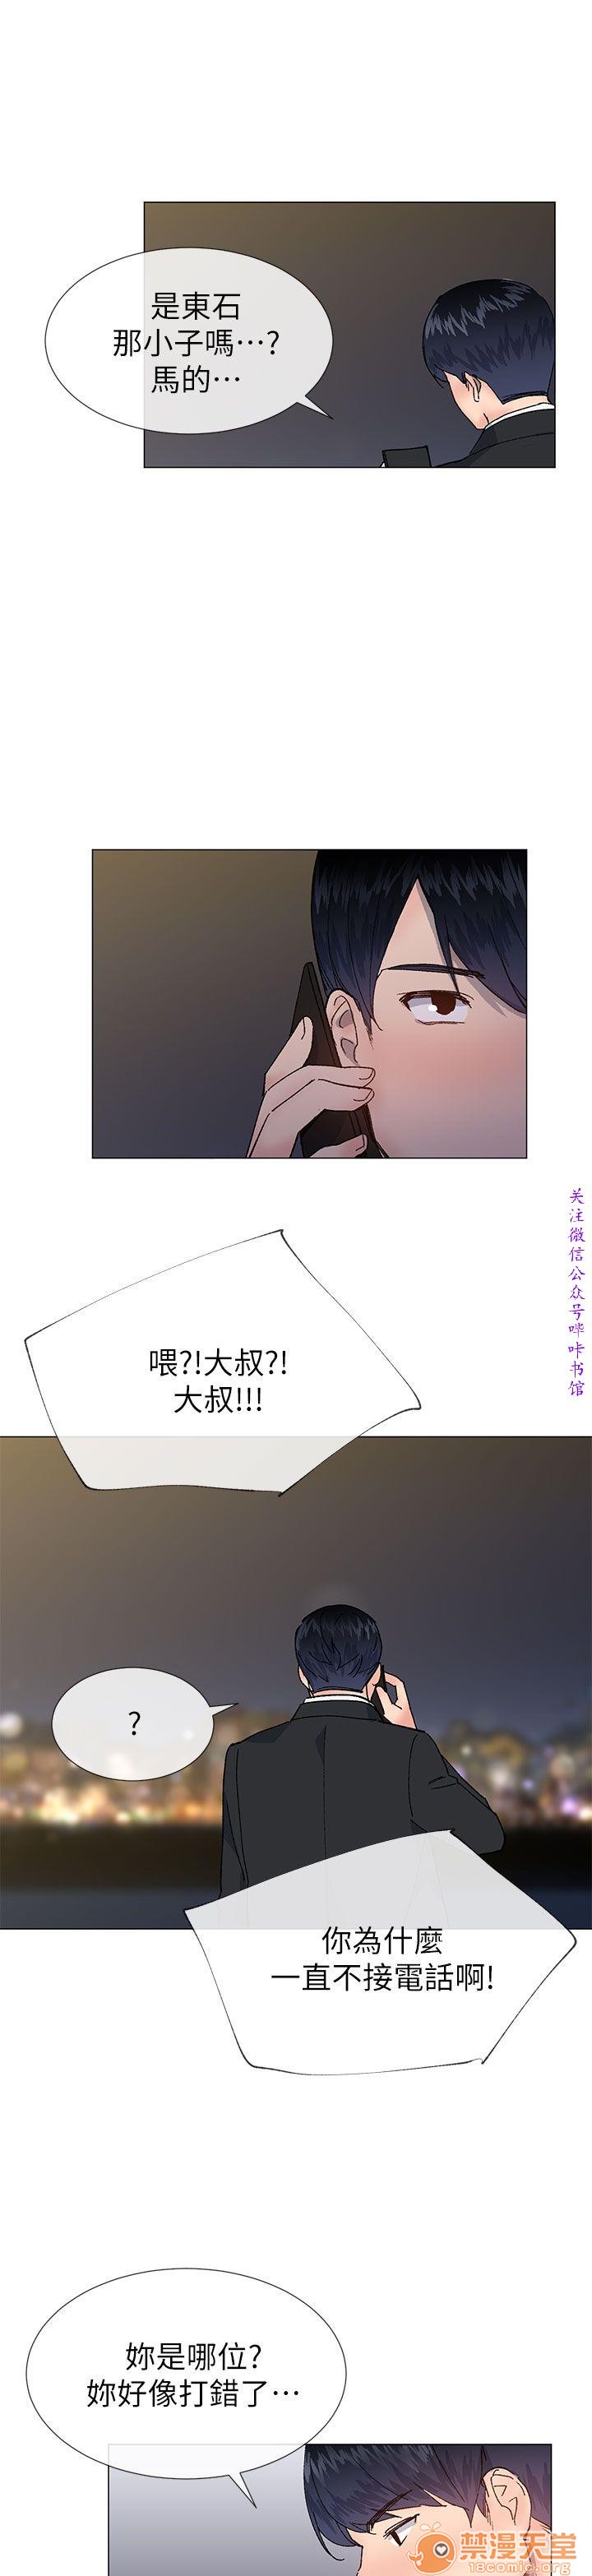 是東石
那小子嗎⋯?
馬的⋯
关注微信公众号哔咔书馆
喂?!大叔?!
大叔!!!
?
你為什麼
一直不接電話啊!
妳是哪位?
妳好像打錯了⋯
禁漫天堂
18comic.org